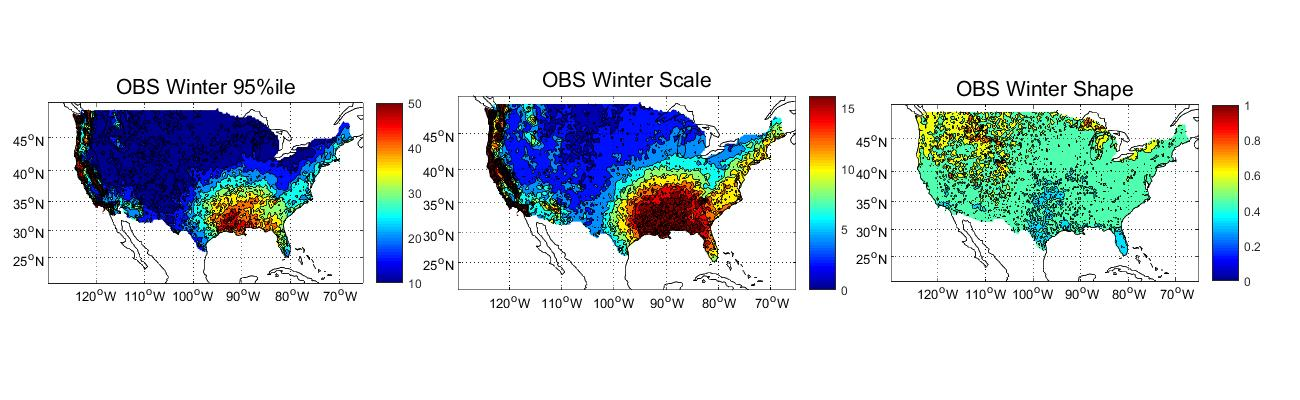 OBS Winter 95%ile
45°N
40°N
35°N
30°N
25°N
120°W 110°W 100°W 90°W 80°W 70°W
50
40
30
20
10
OBS Winter Scale
45°N
40°N
35°N
30°N
25°N
120°W 110°W 100°W 90°W 80°W 70°W
15
10
5
0
OBS Winter Shape
45°N
40°N
35°N
30°N
25°N
120°W 110°W 100°W 90°W 80°W 70°W
1
0.8
0.6
0.4
0.2
0